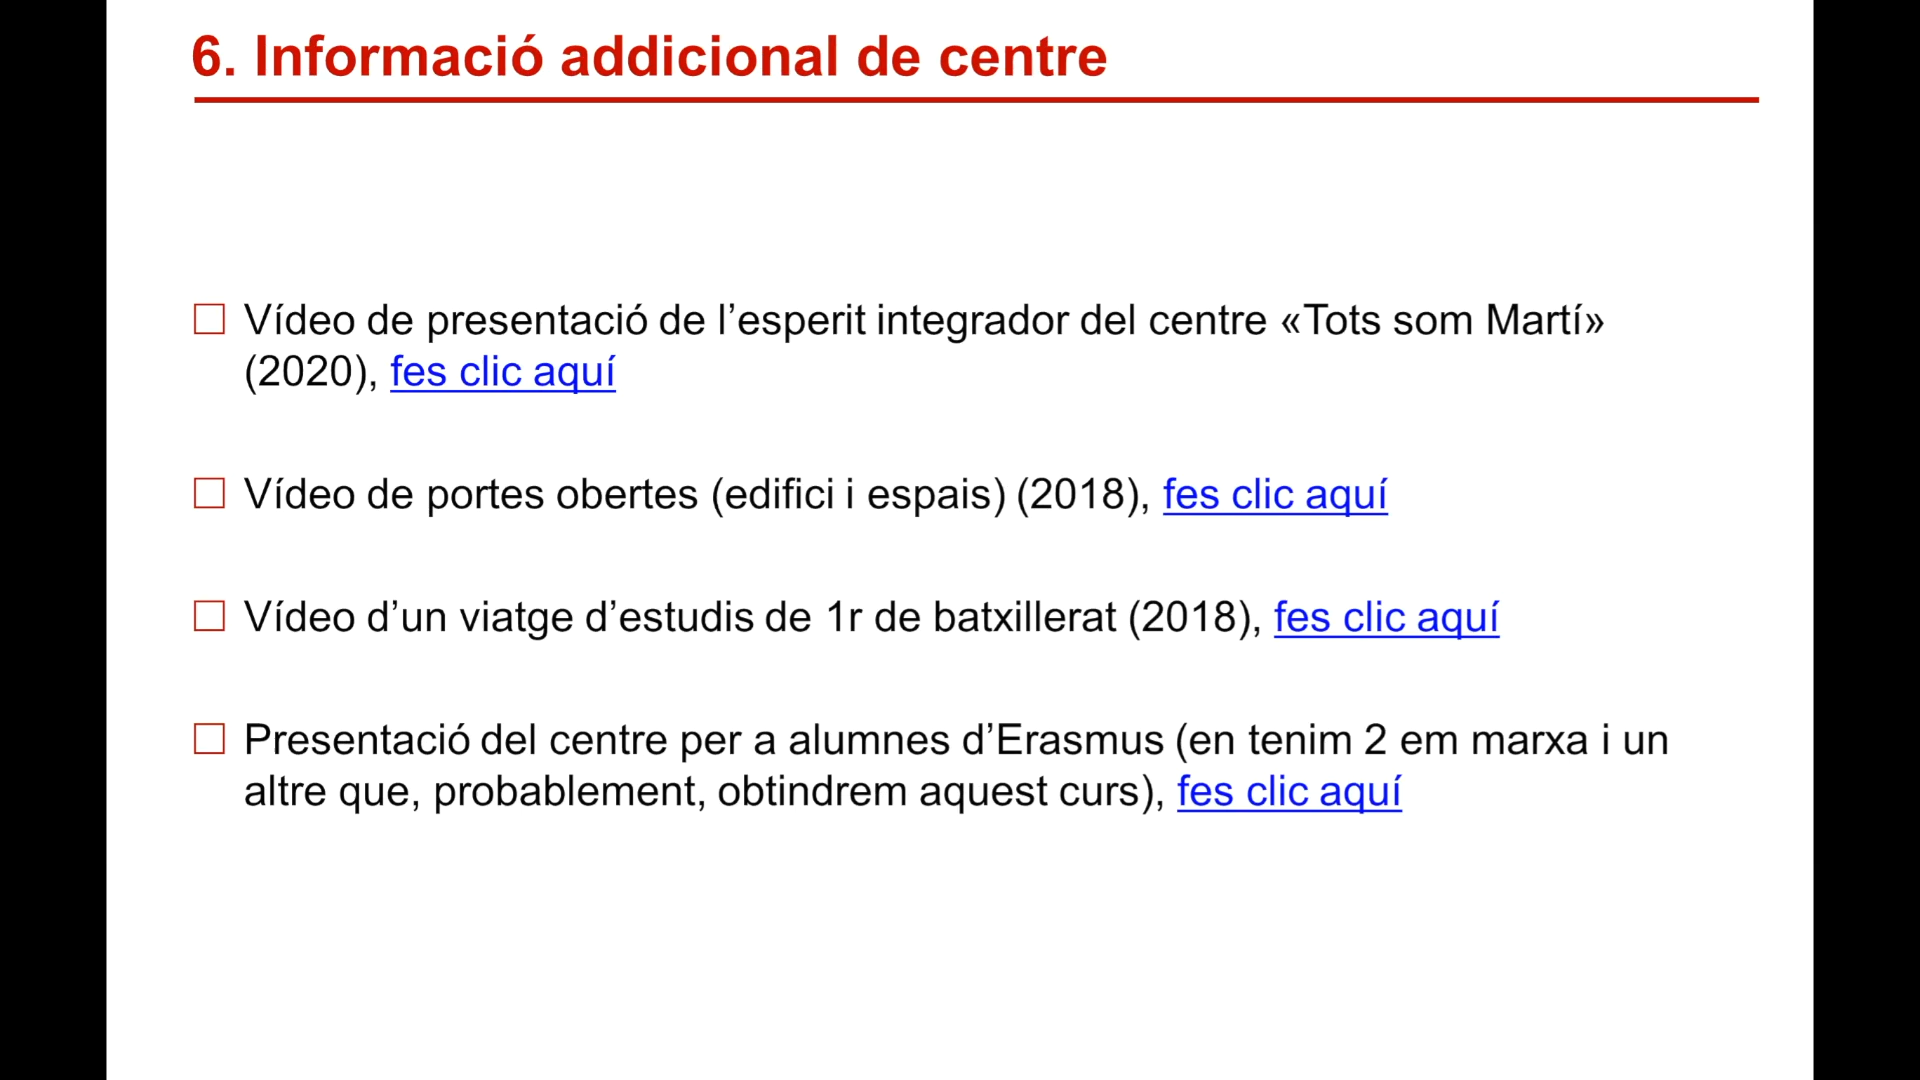 6. Informació addicional de centre
Vídeo de presentació de l’esperit integrador del centre «Tots som Martí»
(2020), fes clic aquí
Vídeo de portes obertes (edifici i espais) (2018), fes clic aquí
Vídeo d’un viatge d’estudis de 1r de batxillerat (2018), fes clic aquí
Presentació del centre per a alumnes d’Erasmus (en tenim 2 em marxa i un
altre que, probablement, obtindrem aquest curs), fes clic aquí